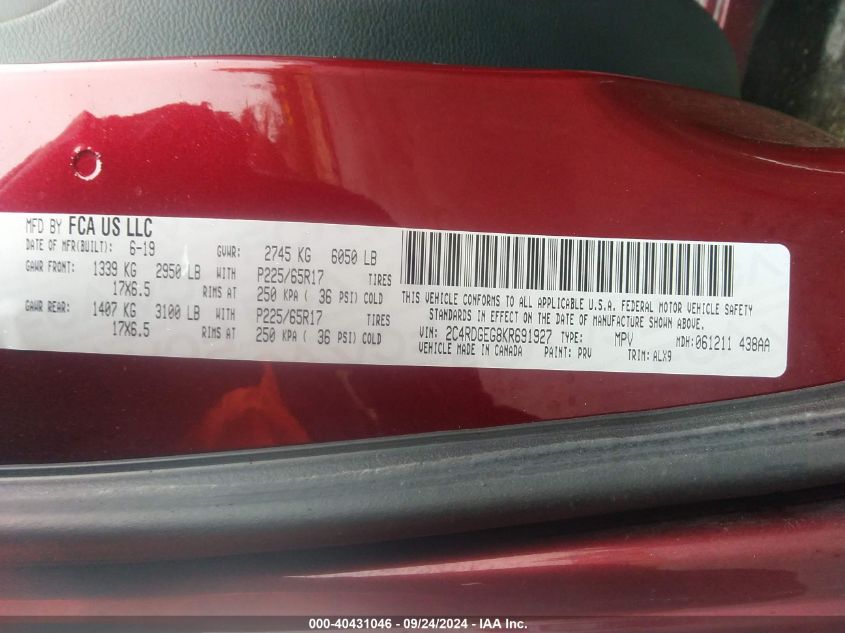 MFD BY FCA US LLC
DATE OF MFR(BUILT): 6-19 GVWR: 2745 KG 6050 LB
GAWR FRONT: 1339 KG 2950 LB WITH P225/65R17 TIRES
17X6.5 RIMS AT 250 KPA ( 36 PSI) COLD
GAWR REAR: 1407 KG 3100 LB WITH P225/65R17 TIRES
17X6.5 RIMS AT 250 KPA ( 36 PSI) COLD
THIS VEHICLE CONFORMS TO ALL APPLICABLE U.S.A. FEDERAL MOTOR VEHICLE SAFETY
STANDARDS IN EFFECT ON THE DATE OF MANUFACTURE SHOWN ABOVE.
VIN: 2C4RDGEG8KR691927 TYPE: MPV MDH:061211 438AA
VEHICLE MADE IN CANADA PAINT: PRV TRIM: ALX9
000-40431046 - 09/24/2024 - IAA Inc.